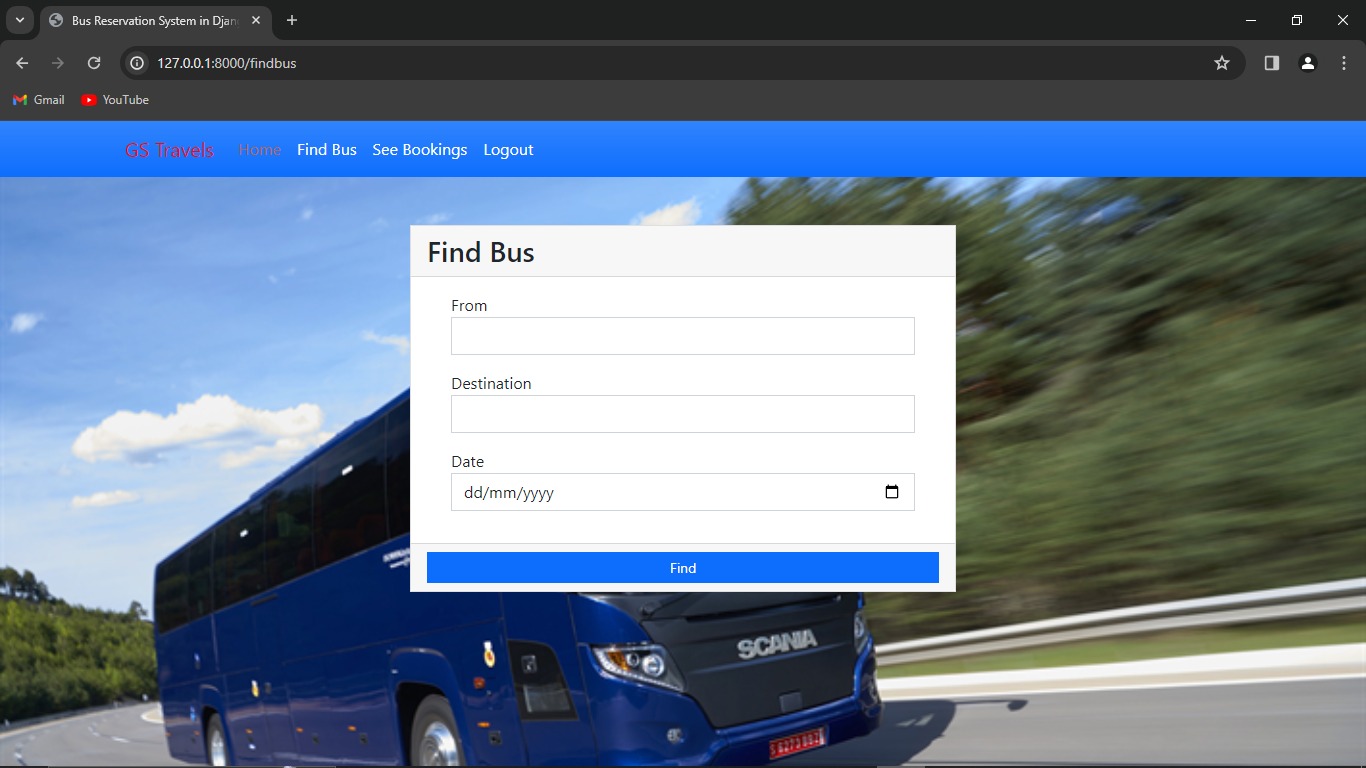 Bus Reservation System in Djan
127.0.0.1:8000/findbus
Gmail YouTube
GS Travels Home Find Bus See Bookings Logout
Find Bus
From
Destination
Date
dd/mm/yyyy
Find
SCANIA